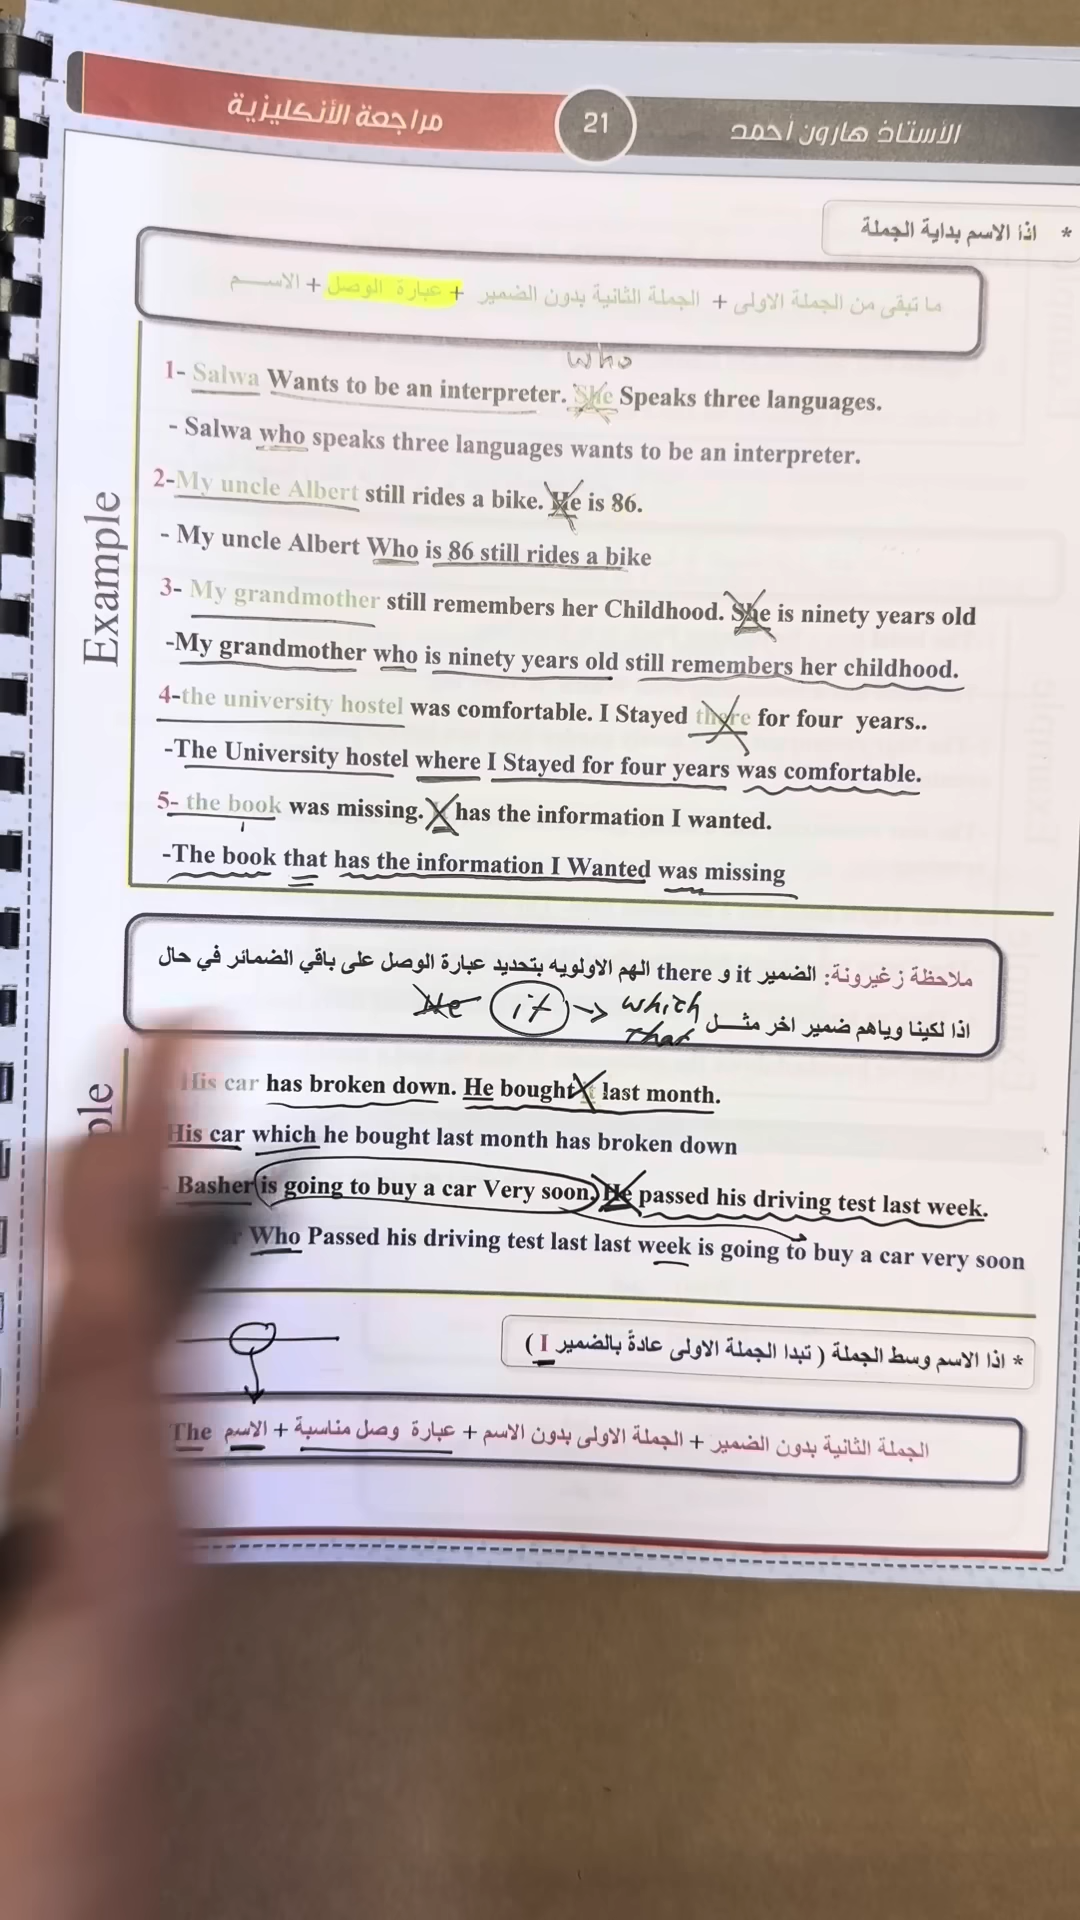 مراجعة الأنكليزية 21 الأستاذ هارون أحمد
* اذا الاسم بداية الجملة
الاسم + عبارة الوصل + الجملة الثانية بدون الضمير + ما تبقى من الجملة الاولى
who
1- Salwa Wants to be an interpreter. She Speaks three languages.
- Salwa who speaks three languages wants to be an interpreter.
2-My uncle Albert still rides a bike. He is 86.
- My uncle Albert Who is 86 still rides a bike
3- My grandmother still remembers her Childhood. She is ninety years old
-My grandmother who is ninety years old still remembers her childhood.
4-the university hostel was comfortable. I Stayed there for four years..
-The University hostel where I Stayed for four years was comfortable.
5- the book was missing. has the information I wanted.
-The book that has the information I Wanted was missing
Example
ملاحظة زغيرونة: الضمير it و there الهم الاولويه بتحديد عبارة الوصل على باقي الضمائر في حال
اذا لكينا وياهم ضمير اخر مثل which it He
that
His car has broken down. He bought it last month.
His car which he bought last month has broken down
Basher is going to buy a car Very soon. He passed his driving test last week.
Who Passed his driving test last last week is going to buy a car very soon
* اذا الاسم وسط الجملة ( تبدا الجملة الاولى عادةً بالضمير I )
The الاسم + عبارة وصل مناسبة + الجملة الاولى بدون الاسم + الجملة الثانية بدون الضمير